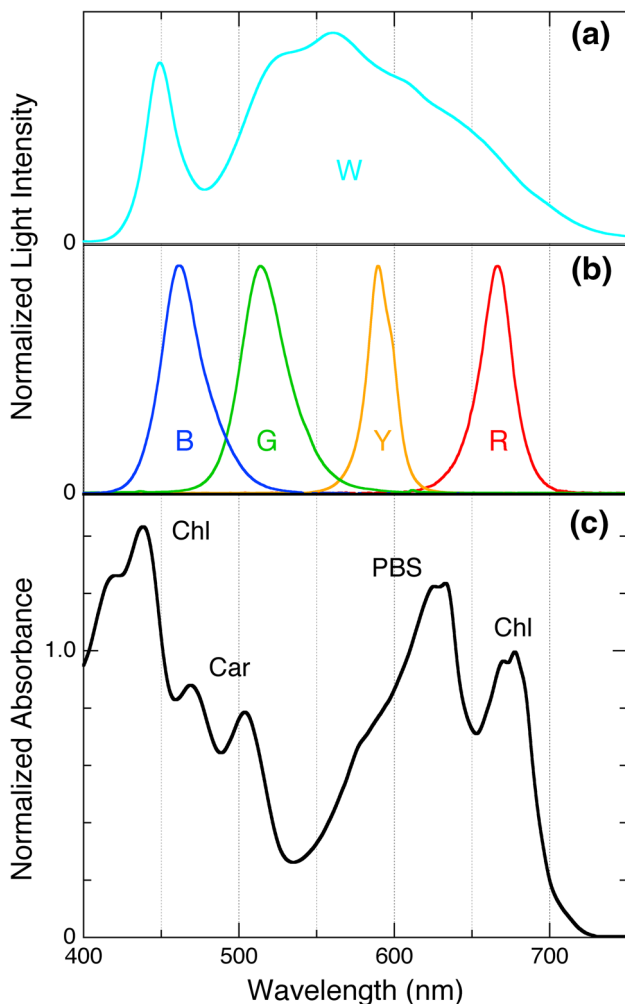 (a)
W
Normalized Light Intensity
0
(b)
B G Y R
0
(c)
Chl
PBS
Car
Chl
Normalized Absorbance
1.0
0
400 500 600 700
Wavelength (nm)